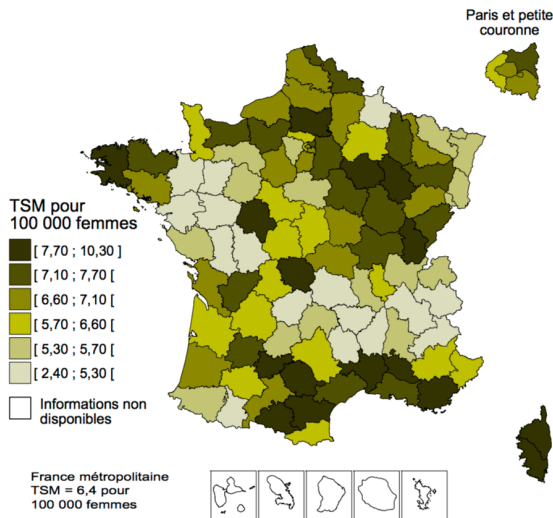 Paris et petite
couronne
TSM pour
100 000 femmes
[ 7,70 ; 10,30 ]
[ 7,10 ; 7,70 [
[ 6,60 ; 7,10 [
[ 5,70 ; 6,60 [
[ 5,30 ; 5,70 [
[ 2,40 ; 5,30 [
Informations non
disponibles
France métropolitaine
TSM = 6,4 pour
100 000 femmes